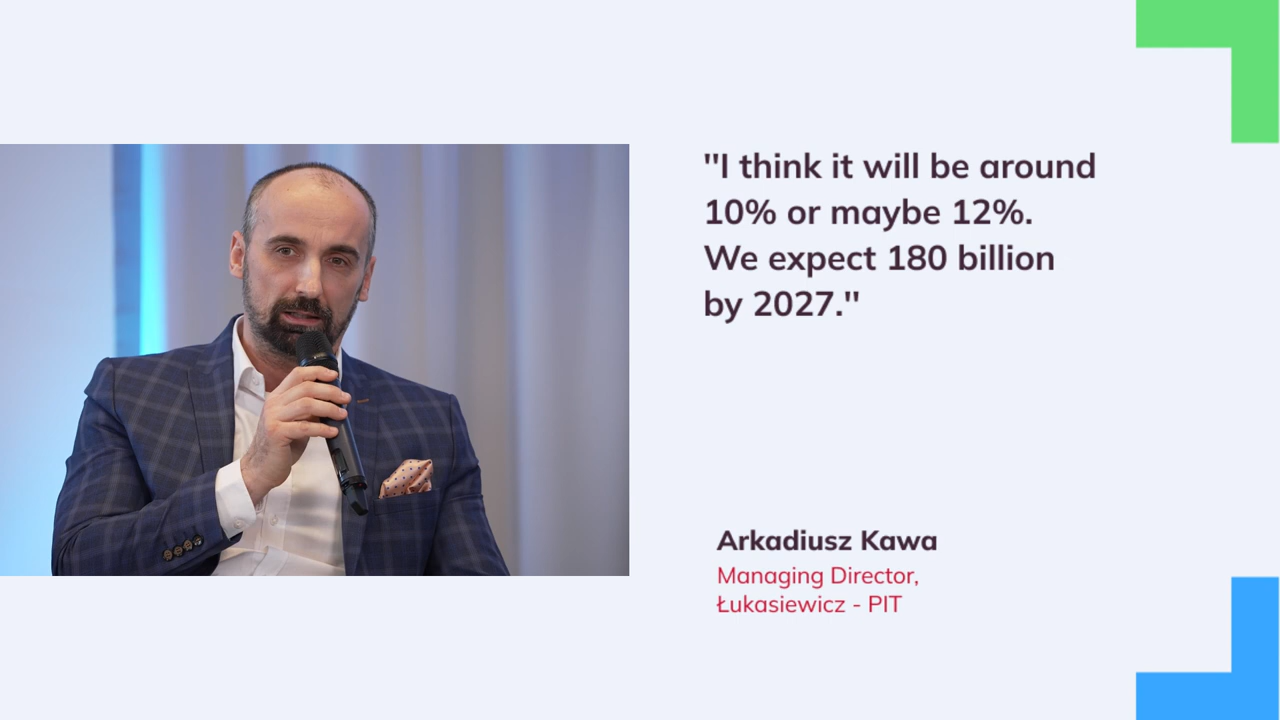 "I think it will be around
10% or maybe 12%.
We expect 180 billion
by 2027."
Arkadiusz Kawa
Managing Director,
Łukasiewicz - PIT